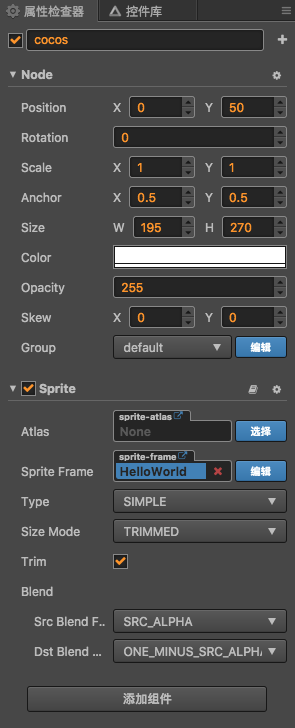 属性检查器 控件库
cocos
Node
Position X 0 Y 50
Rotation 0
Scale X 1 Y 1
Anchor X 0.5 Y 0.5
Size W 195 H 270
Color
Opacity 255
Skew X 0 Y 0
Group default 编辑
Sprite
sprite-atlas
Atlas None 选择
sprite-frame
Sprite Frame HelloWorld 编辑
Type SIMPLE
Size Mode TRIMMED
Trim
Blend
Src Blend F.. SRC_ALPHA
Dst Blend ... ONE_MINUS_SRC_ALPHA
添加组件